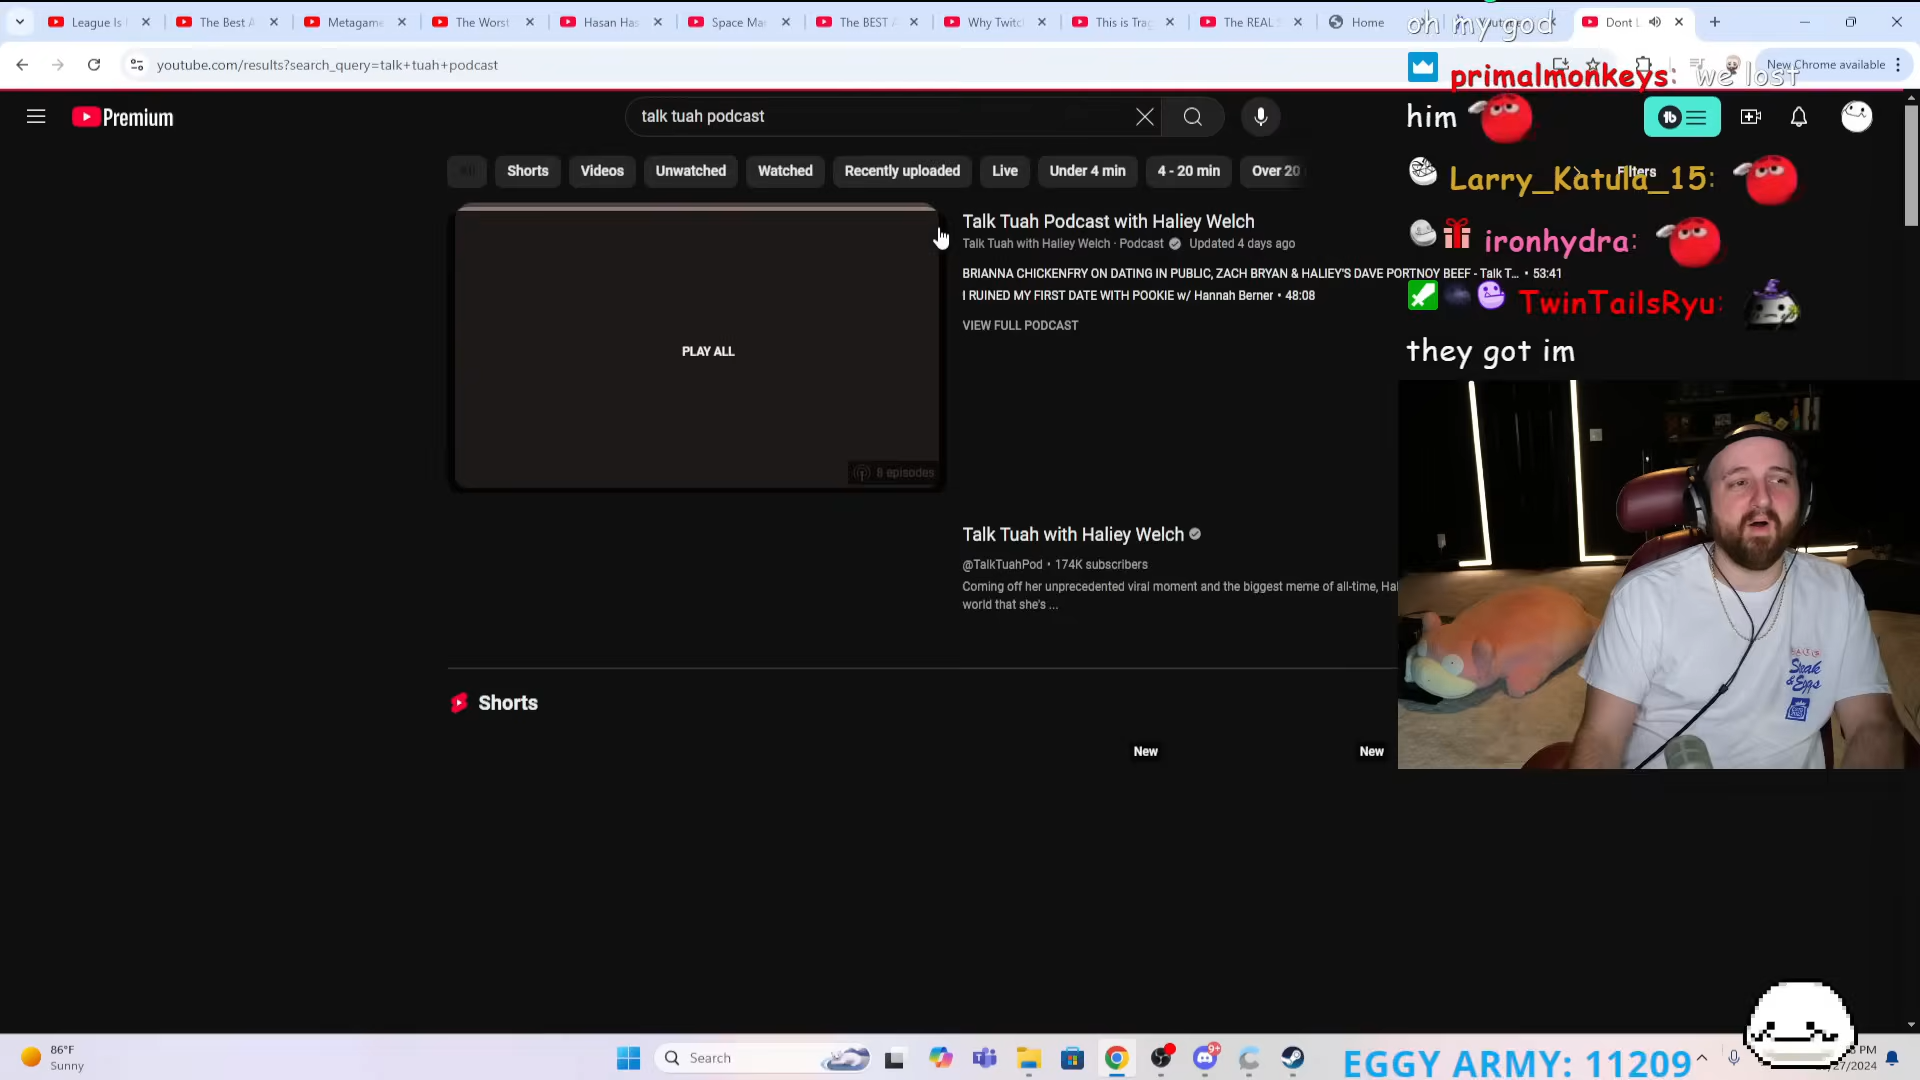 League Is
The Best A
Metagame
The Worst
Hasan Has
Space Ma
The BEST A
Why Twitc
This is Trag
The REAL S
Home
Dont L
oh my god
youtube.com/results?search_query=talk+tuah+podcast
New Chrome available
primalmonkeys: we lost
him
Premium
talk tuah podcast
Shorts
Videos
Unwatched
Watched
Recently uploaded
Live
Under 4 min
4 - 20 min
Over 20
Filters
Larry_Katula_15:
ironhydra:
TwinTailsRyu:
they got im
PLAY ALL
8 episodes
Talk Tuah Podcast with Haliey Welch
Talk Tuah with Haliey Welch · Podcast Updated 4 days ago
BRIANNA CHICKENFRY ON DATING IN PUBLIC, ZACH BRYAN & HALIEY'S DAVE PORTNOY BEEF - Talk T... • 53:41
I RUINED MY FIRST DATE WITH POOKIE w/ Hannah Berner • 48:08
VIEW FULL PODCAST
Talk Tuah with Haliey Welch
@TalkTuahPod • 174K subscribers
Coming off her unprecedented viral moment and the biggest meme of all-time, Hal
world that she's ...
Steak
& Eggs
Shorts
New
New
86°F
Sunny
Search
9+
EGGY ARMY: 11209
PM
/27/2024